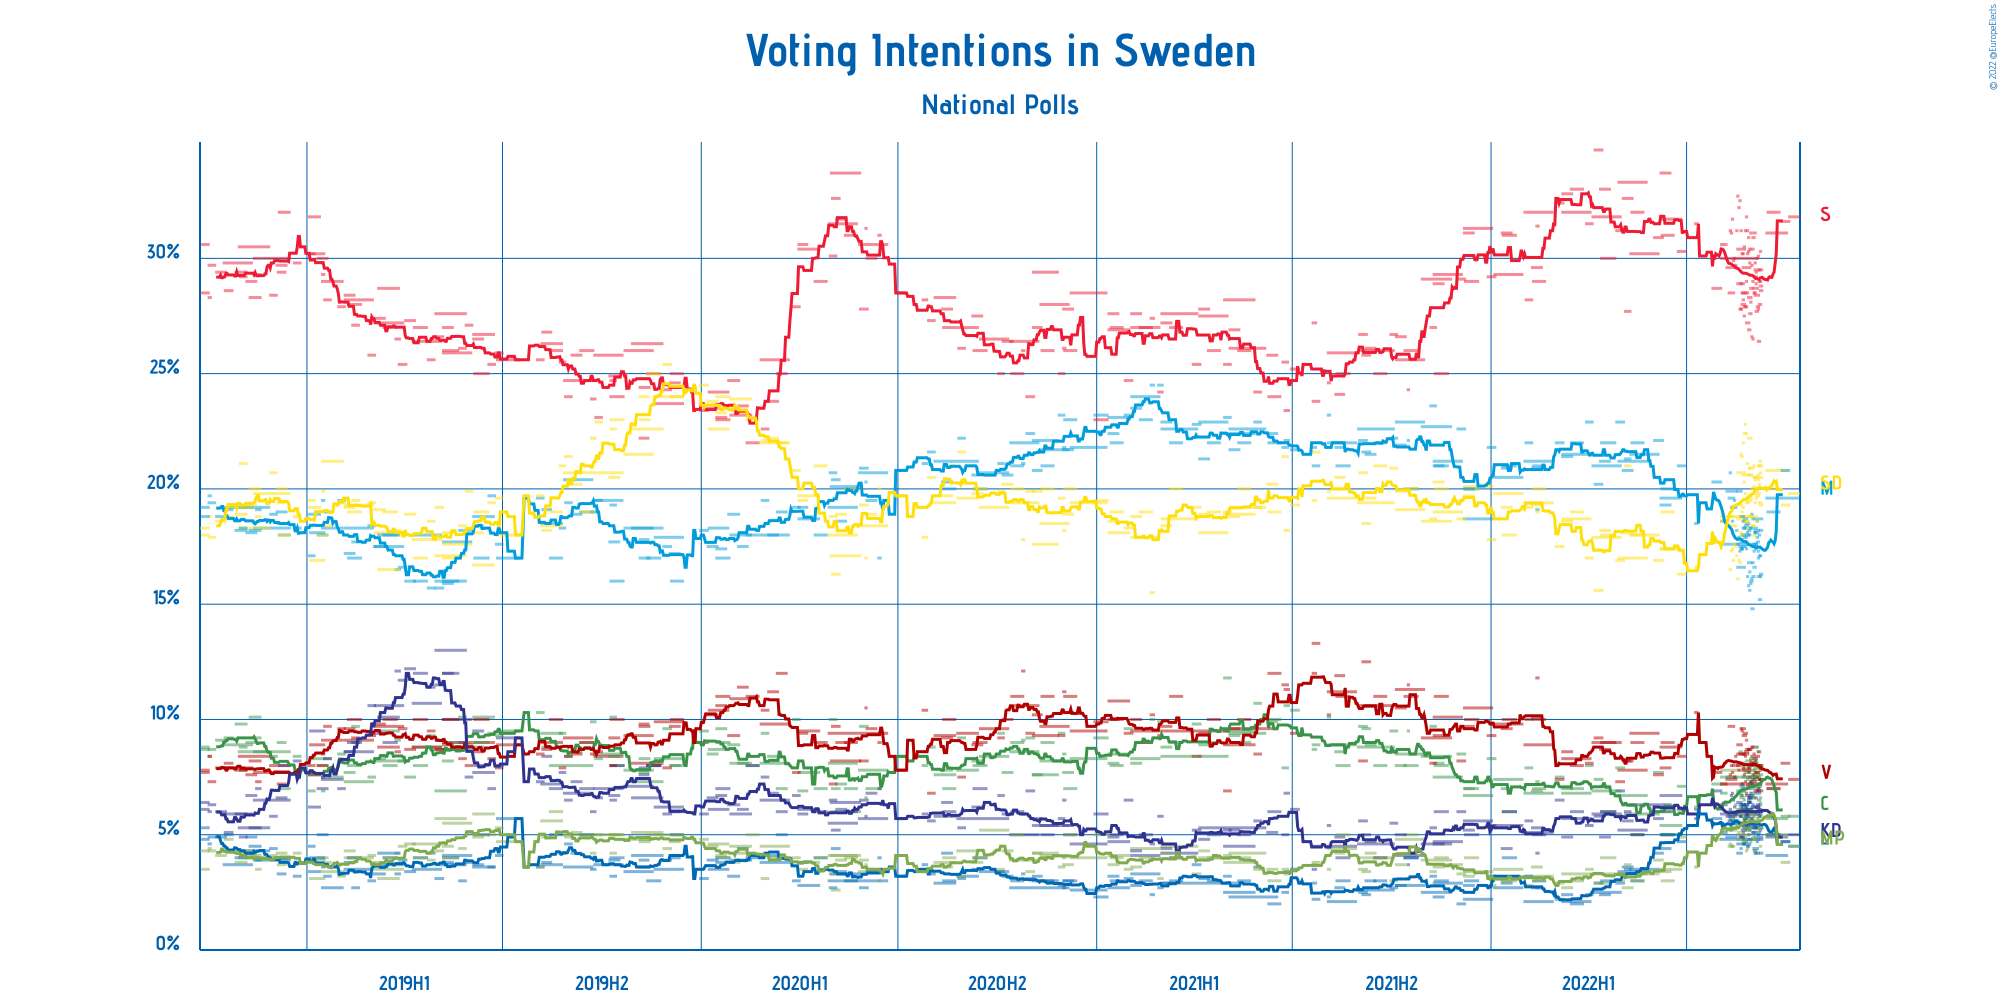 © 2022 @EuropeElects
Voting Intentions in Sweden
National Polls
S
30%
25%
SD
M
20%
15%
10%
V
C
KD
5%
MP
0%
2019H1 2019H2 2020H1 2020H2 2021H1 2021H2 2022H1